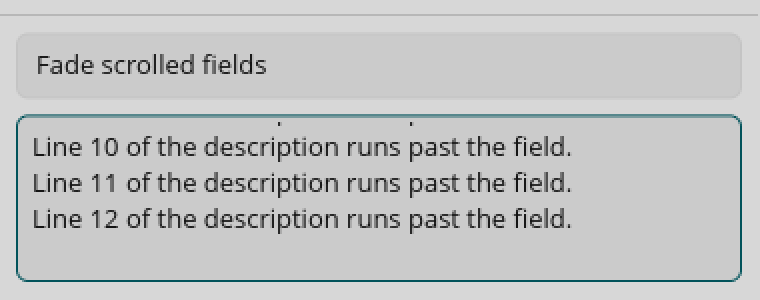 Fade scrolled fields
Line 10 of the description runs past the field.
Line 11 of the description runs past the field.
Line 12 of the description runs past the field.